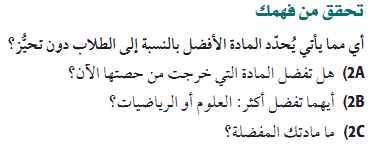 تحقق من فهمك
أي مما يأتي يُحدّد المادة الأفضل بالنسبة إلى الطلاب دون تحيُّز؟
2A) هل تفضل المادة التي خرجت من حصتها الآن؟
2B) أيهما تفضل أكثر: العلوم أو الرياضيات؟
2C) ما مادتك المفضلة؟